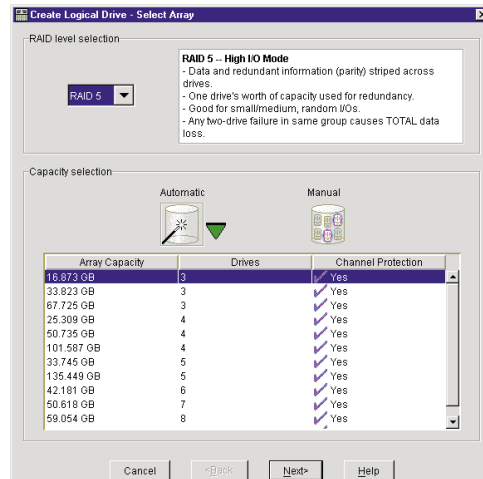 Create Logical Drive - Select Array
RAID level selection
RAID 5
RAID 5 -- High I/O Mode
- Data and redundant information (parity) striped across
drives.
- One drive's worth of capacity used for redundancy.
- Good for small/medium, random I/Os.
- Any two-drive failure in same group causes TOTAL data
loss.
Capacity selection
Automatic Manual
Array Capacity Drives Channel Protection
16.873 GB 3 Yes
33.823 GB 3 Yes
67.725 GB 3 Yes
25.309 GB 4 Yes
50.735 GB 4 Yes
101.587 GB 4 Yes
33.745 GB 5 Yes
135.449 GB 5 Yes
42.181 GB 6 Yes
50.618 GB 7 Yes
59.054 GB 8 Yes
Cancel <Back Next> Help